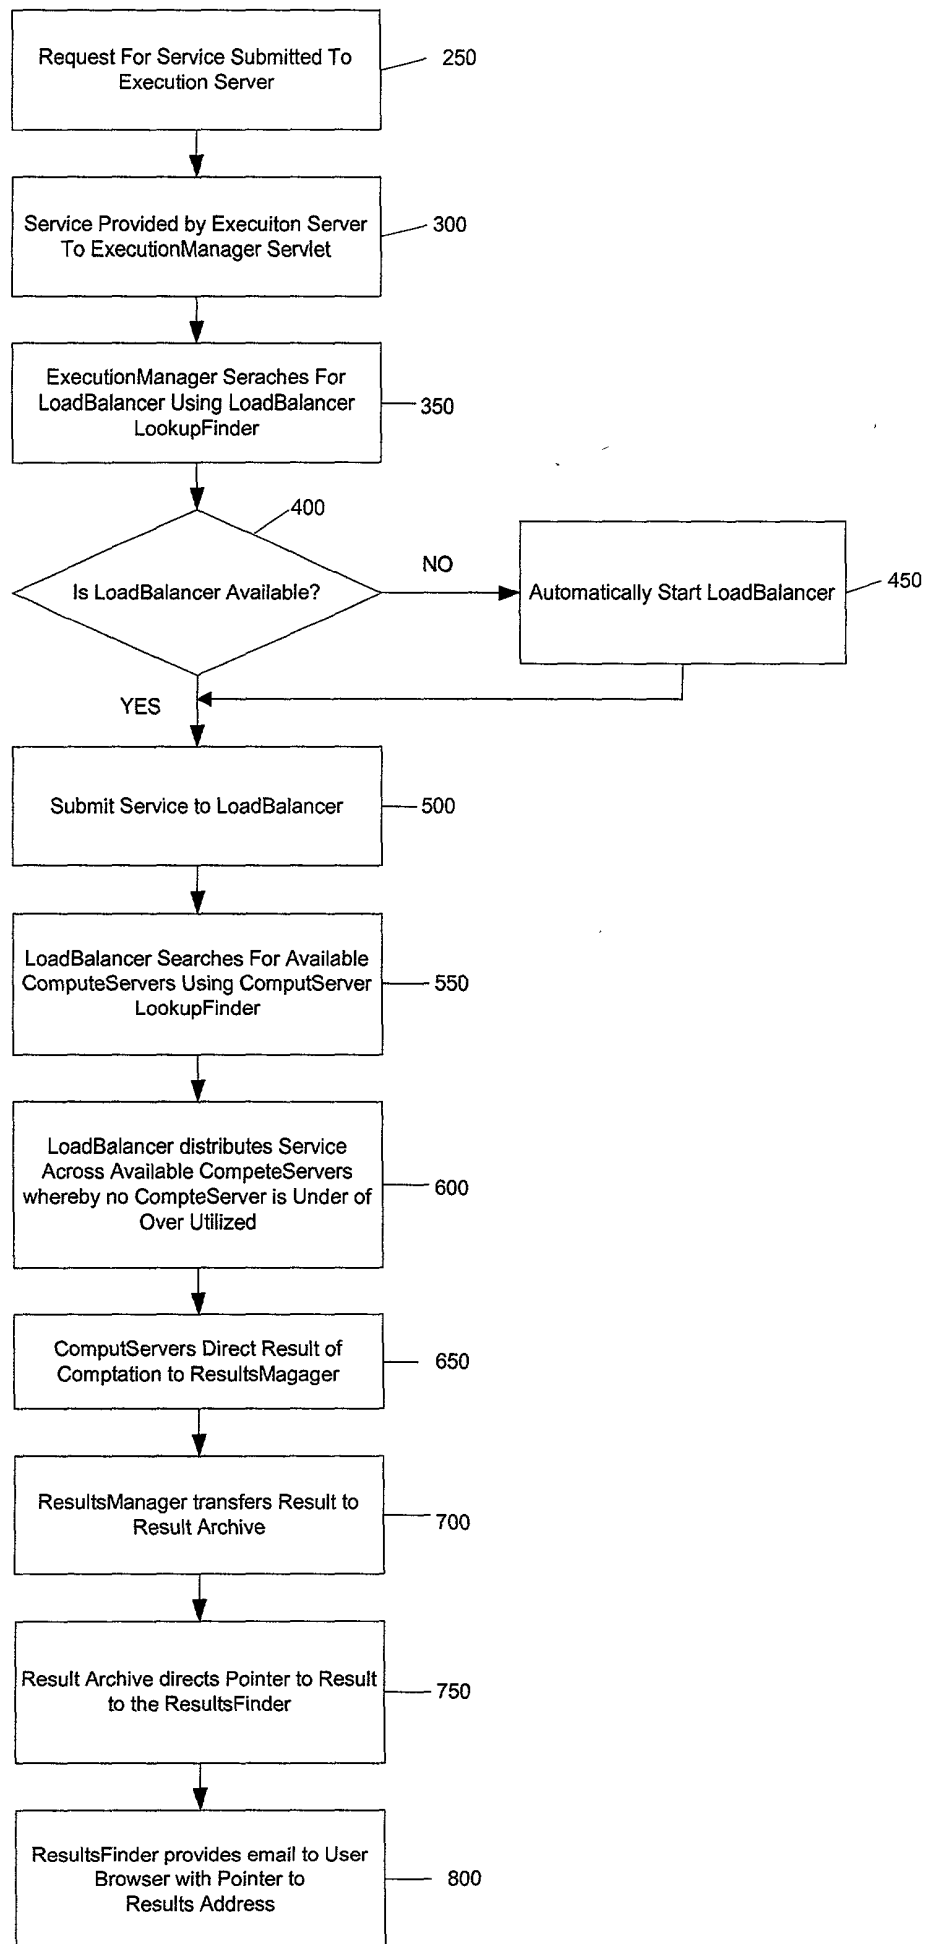 Request For Service Submitted To
Execution Server
250
Service Provided by Execuiton Server
To ExecutionManager Servlet
300
ExecutionManager Seraches For
LoadBalancer Using LoadBalancer
LookupFinder
350
400
Is LoadBalancer Available?
NO
Automatically Start LoadBalancer
450
YES
Submit Service to LoadBalancer
500
LoadBalancer Searches For Available
ComputeServers Using ComputServer
LookupFinder
550
LoadBalancer distributes Service
Across Available CompeteServers
whereby no CompteServer is Under of
Over Utilized
600
ComputServers Direct Result of
Comptation to ResultsMagager
650
ResultsManager transfers Result to
Result Archive
700
Result Archive directs Pointer to Result
to the ResultsFinder
750
ResultsFinder provides email to User
Browser with Pointer to
Results Address
800